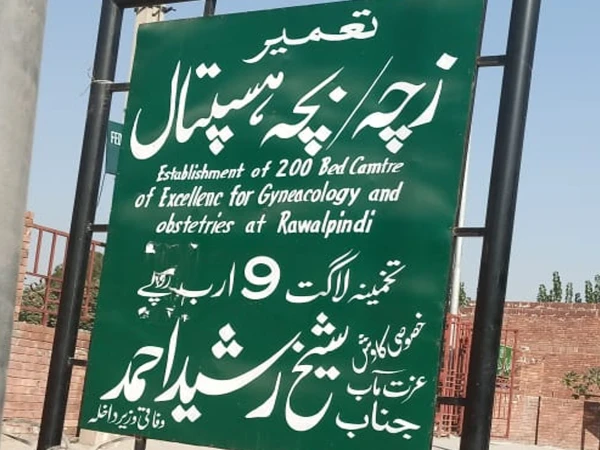 تعمیر
زچہ/بچہ ہسپتال
Establishment of 200 Bed Camtre
of Excellenc for Gyneacology and
obstetries at Rawalpindi
تخمینہ لاگت 9 ارب روپے
خصوصی کاوش
عزت مآب
جناب شیخ رشید احمد
وفاقی وزیر داخلہ